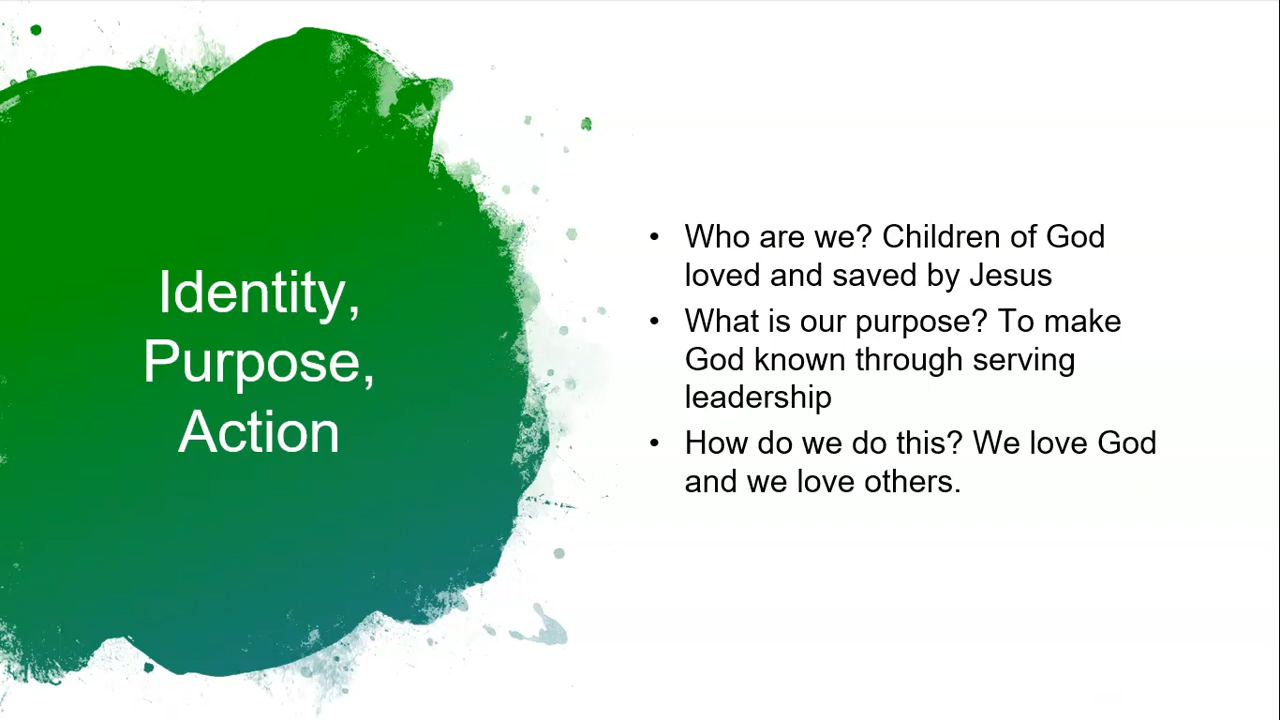 Identity,
Purpose,
Action
• Who are we? Children of God
loved and saved by Jesus
• What is our purpose? To make
God known through serving
leadership
• How do we do this? We love God
and we love others.